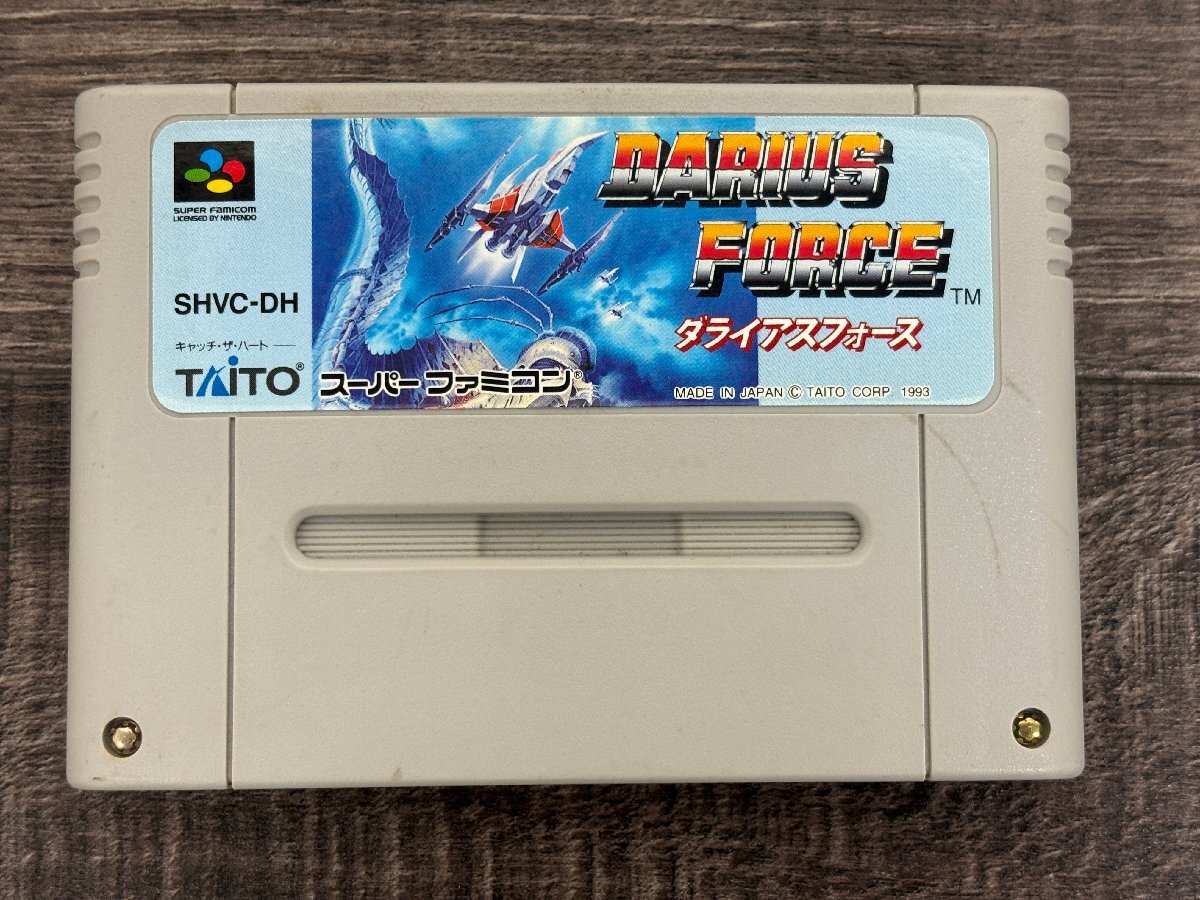 SUPER FAMICOM
LICENSED BY NINTENDO
SHVC-DH
キャッチ・ザ・ハート
TAITO®
スーパー ファミコン®
DARIUS
FORCE™
ダライアスフォース
MADE IN JAPAN © TAITO CORP. 1993